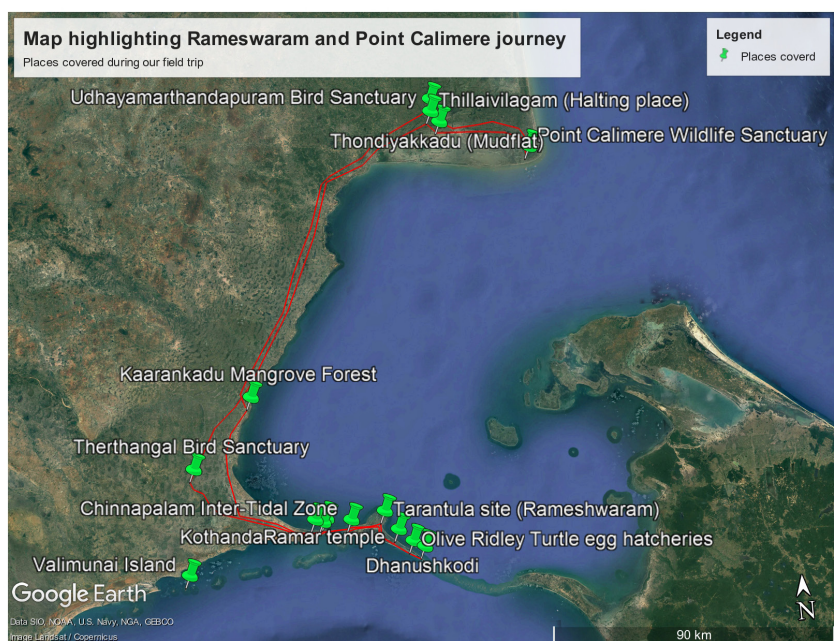 Map highlighting Rameswaram and Point Calimere journey
Places covered during our field trip
Legend
Places coverd
Udhayamarthandapuram Bird Sanctuary
Thillaivilagam (Halting place)
Thondiyakkadu (Mudflat)
Point Calimere Wildlife Sanctuary
Kaarankadu Mangrove Forest
Therthangal Bird Sanctuary
Chinnapalam Inter-Tidal Zone
Tarantula site (Rameshwaram)
KothandaRamar temple
Olive Ridley Turtle egg hatcheries
Valimunai Island
Dhanushkodi
Google Earth
Data SIO, NOAA, U.S. Navy, NGA, GEBCO
Image Landsat / Copernicus
N
90 km